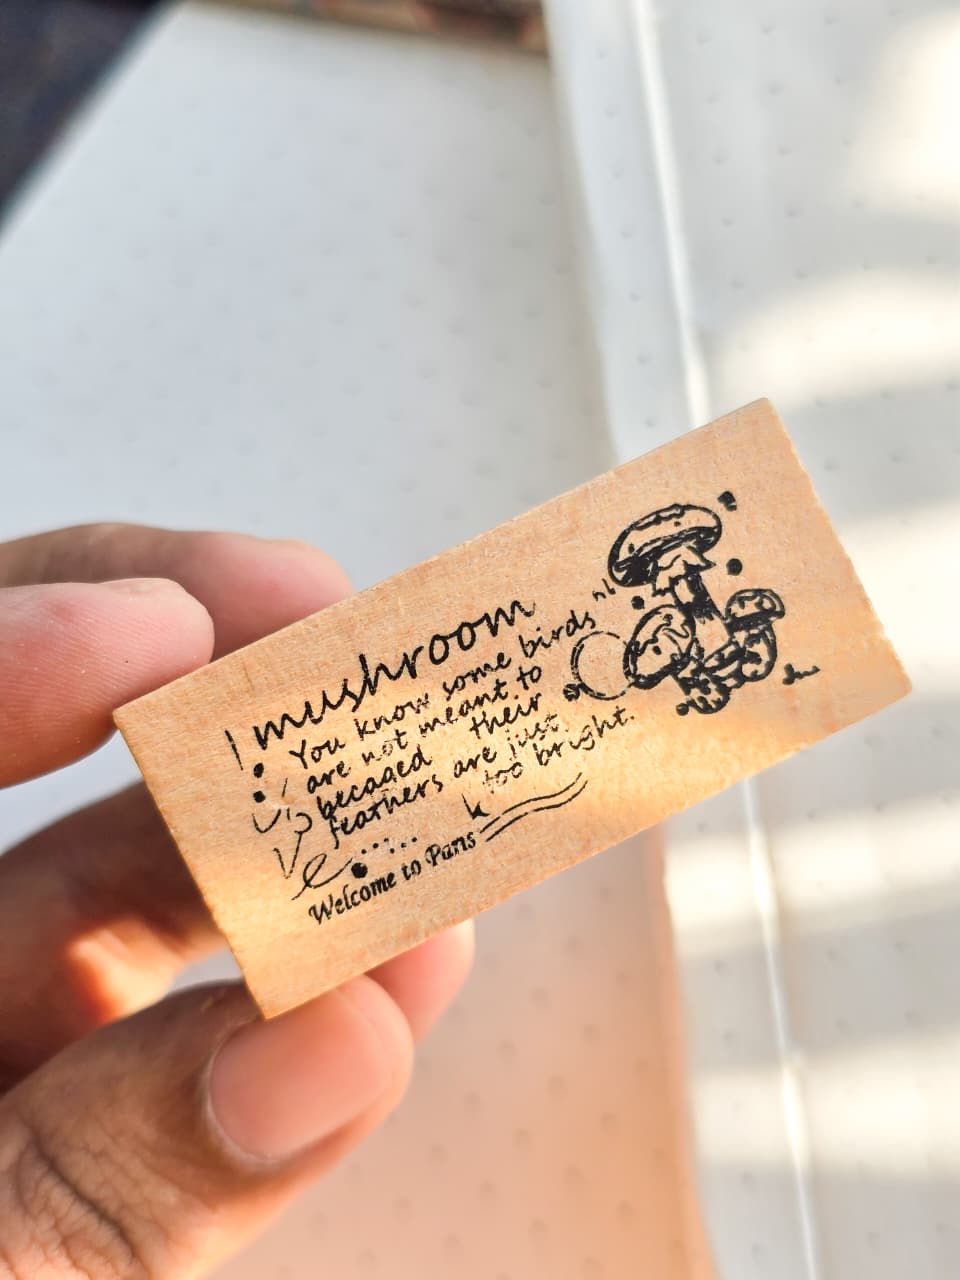 mushroom
You know some birds
are not meant to
becaged their
feathers are just
too bright.
Welcome to Paris